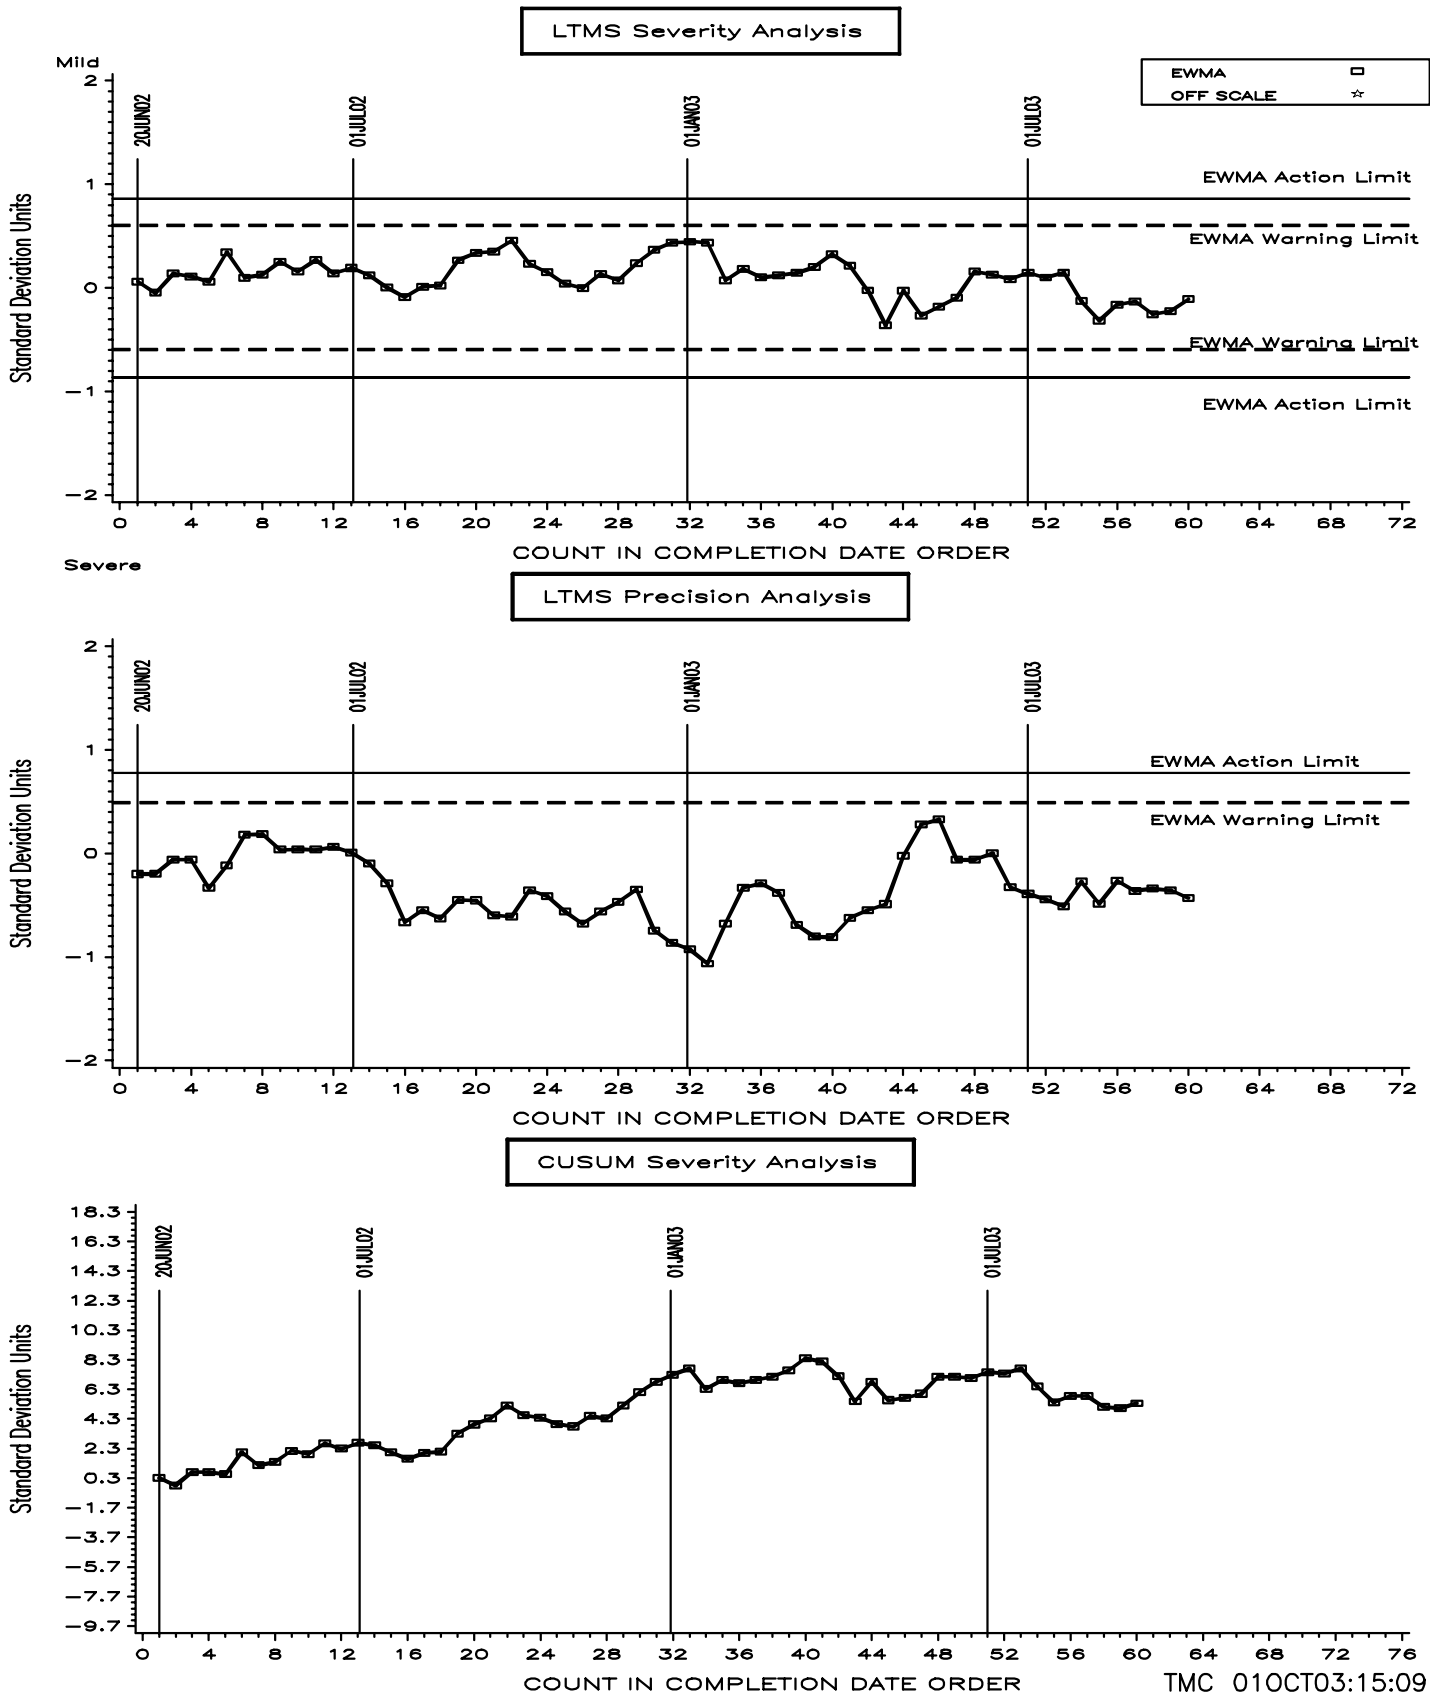 LTMS Severity Analysis
Mild
EWMA
OFF SCALE
2
1
0
-1
-2
Standard Deviation Units
20JUN02
01JUL02
01JAN03
01JUL03
EWMA Action Limit
EWMA Warning Limit
EWMA Warning Limit
EWMA Action Limit
0 4 8 12 16 20 24 28 32 36 40 44 48 52 56 60 64 68 72
COUNT IN COMPLETION DATE ORDER
Severe
LTMS Precision Analysis
2
1
0
-1
-2
Standard Deviation Units
20JUN02
01JUL02
01JAN03
01JUL03
EWMA Action Limit
EWMA Warning Limit
0 4 8 12 16 20 24 28 32 36 40 44 48 52 56 60 64 68 72
COUNT IN COMPLETION DATE ORDER
CUSUM Severity Analysis
18.3
16.3
14.3
12.3
10.3
8.3
6.3
4.3
2.3
0.3
-1.7
-3.7
-5.7
-7.7
-9.7
Standard Deviation Units
20JUN02
01JUL02
01JAN03
01JUL03
0 4 8 12 16 20 24 28 32 36 40 44 48 52 56 60 64 68 72 76
COUNT IN COMPLETION DATE ORDER
TMC 01OCT03:15:09